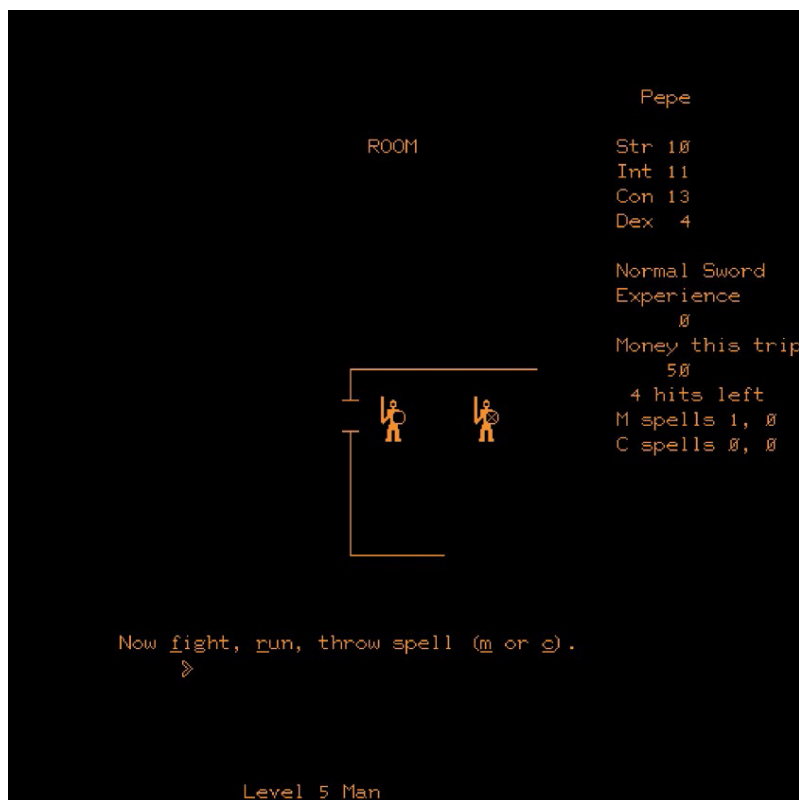 Pepe
ROOM
Str 10
Int 11
Con 13
Dex 4
Normal Sword
Experience
0
Money this trip
50
4 hits left
M spells 1, 0
C spells 0, 0
Now fight, run, throw spell (m or c).
>
Level 5 Man